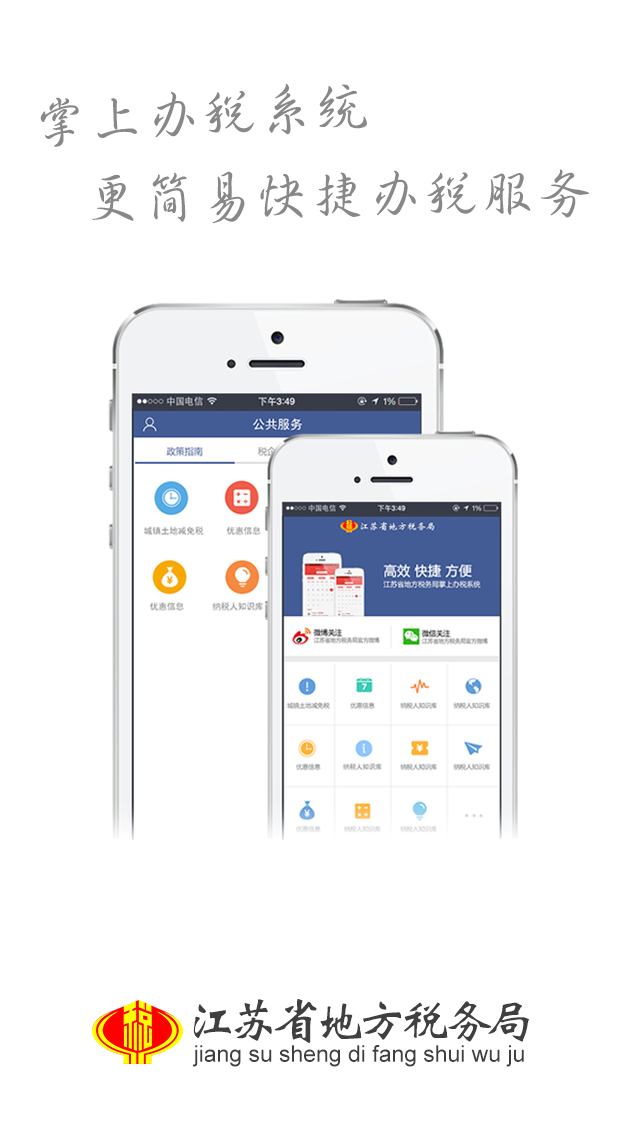 掌上办税系统
更简易快捷办税服务
中国电信 下午3:49 1%
公共服务
政策指南 税企
城镇土地减免税 优惠信息
优惠信息 纳税人知识库
中国电信 下午3:49 1%
江苏省地方税务局
高效 快捷 方便
江苏省地方税务局掌上办税系统
微博关注 微信关注
江苏省地方税务局官方微博 江苏省地方税务局官方微博
7
城镇土地减免税 优惠信息 纳税人知识库 纳税人知识库
优惠信息 纳税人知识库 纳税人知识库 纳税人知识库
优惠信息 纳税人知识库 纳税人知识库
税 江苏省地方税务局
jiang su sheng di fang shui wu ju